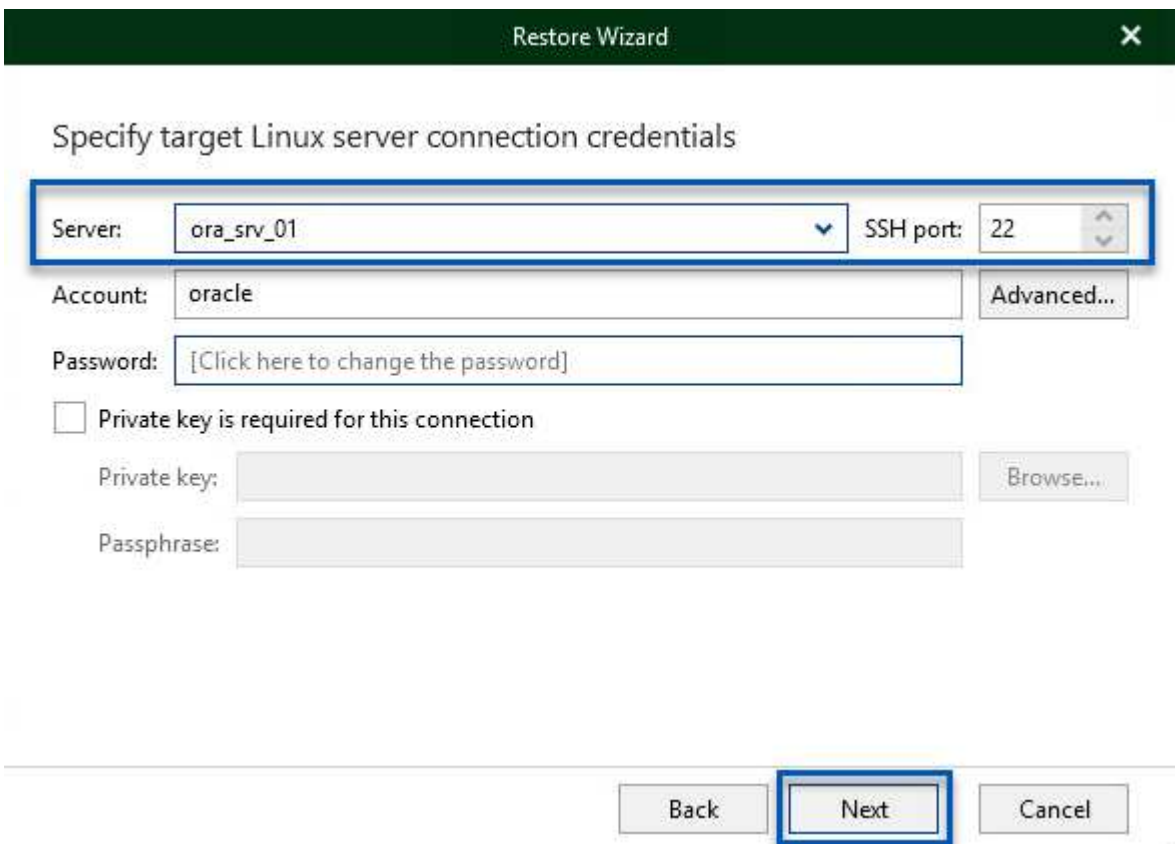 Restore Wizard
Specify target Linux server connection credentials
Server: ora_srv_01 SSH port: 22
Account: oracle Advanced...
Password: [Click here to change the password]
Private key is required for this connection
Private key: Browse...
Passphrase:
Back Next Cancel